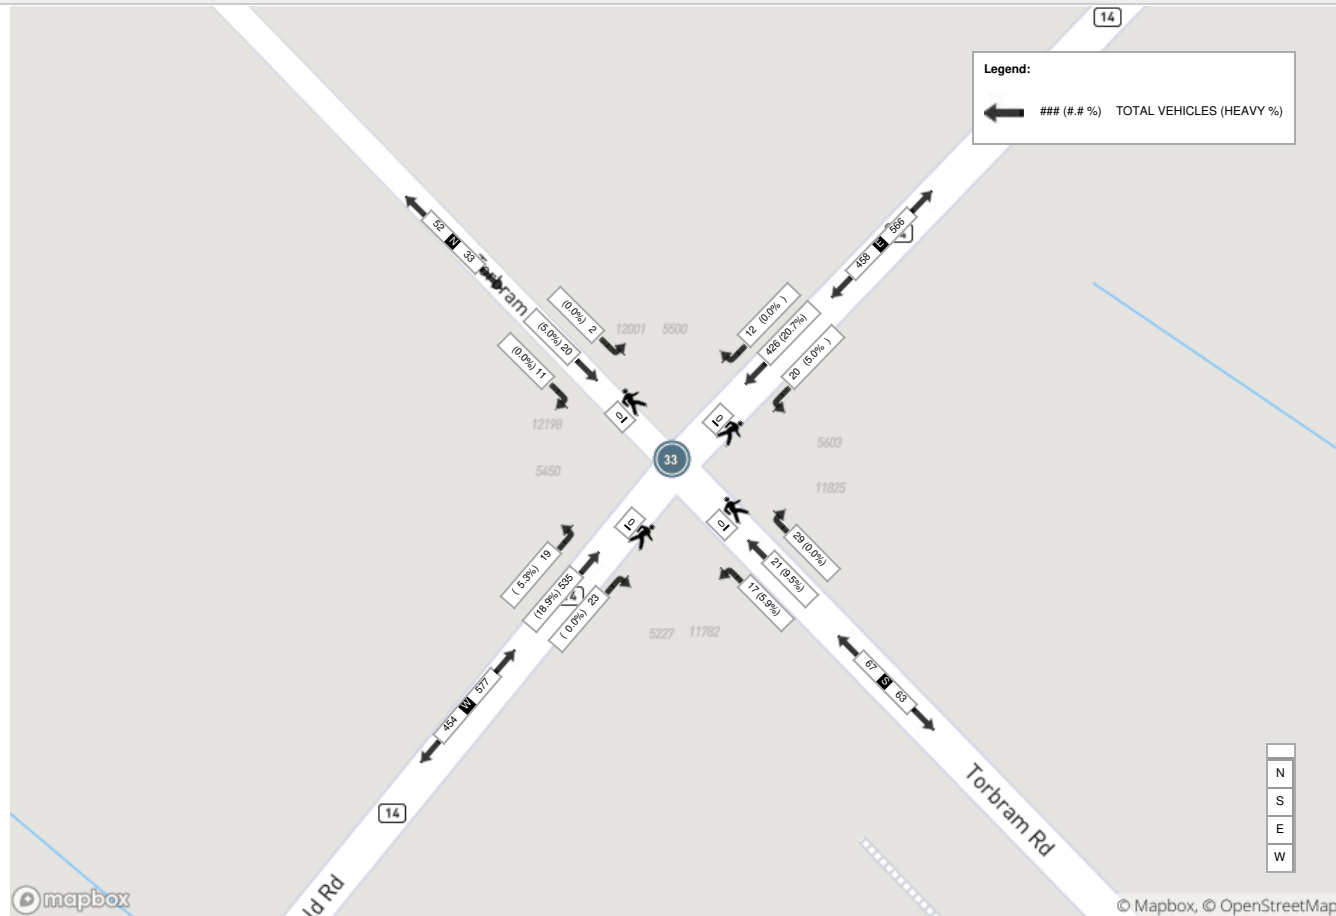 14
Legend:
### (#.# %) TOTAL VEHICLES (HEAVY %)
52 N 33
566
E
458
Torbram
(0.0%) 2
(5.0%) 20
(0.0%) 11
12001 5500
12 (0.0% )
426 (20.7%)
20 (5.0% )
0
0
12198
5450
33
5603
11825
0
0
( 5.3%) 19
(18.9%) 535
( 0.0%) 23
29 (0.0%)
21 (9.5%)
17 (5.9%)
5227 11782
577
W
454
67 S 63
14
Torbram Rd
N
S
E
W
ld Rd
mapbox
© Mapbox, © OpenStreetMap